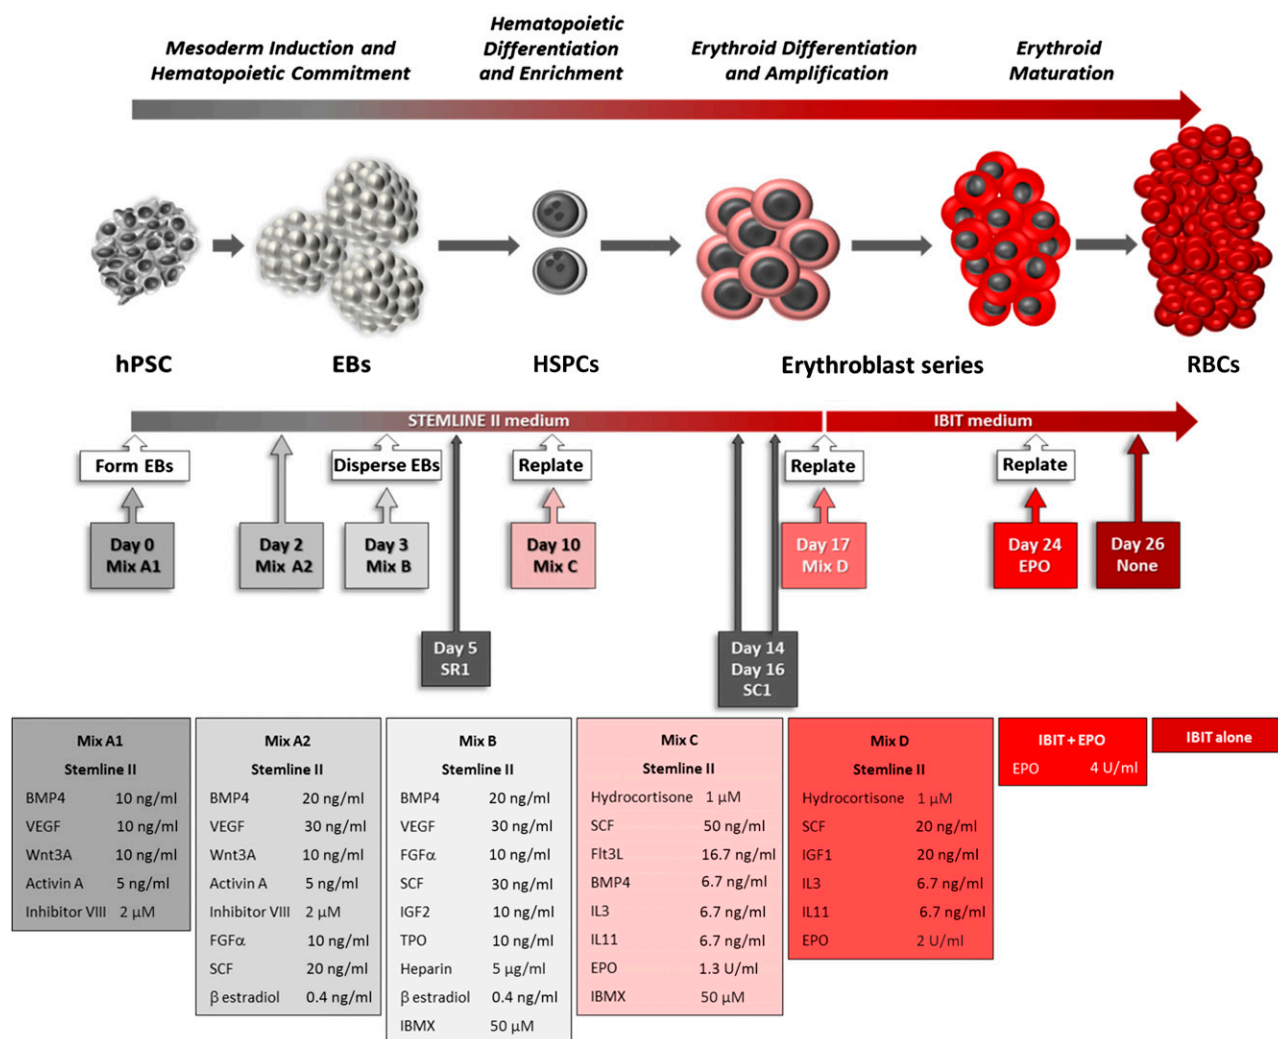 Mesoderm Induction and
Hematopoietic Commitment
Hematopoietic
Differentiation
and Enrichment
Erythroid Differentiation
and Amplification
Erythroid
Maturation
hPSC
EBs
HSPCs
Erythroblast series
RBCs
STEMLINE II medium
IBIT medium
Form EBs
Disperse EBs
Replate
Replate
Replate
Day 0
Mix A1
Day 2
Mix A2
Day 3
Mix B
Day 10
Mix C
Day 17
Mix D
Day 24
EPO
Day 26
None
Day 5
SR1
Day 14
Day 16
SC1
Mix A1
Stemline II
BMP4 10 ng/ml
VEGF 10 ng/ml
Wnt3A 10 ng/ml
Activin A 5 ng/ml
Inhibitor VIII 2 µM
Mix A2
Stemline II
BMP4 20 ng/ml
VEGF 30 ng/ml
Wnt3A 10 ng/ml
Activin A 5 ng/ml
Inhibitor VIII 2 µM
FGFα 10 ng/ml
SCF 20 ng/ml
β estradiol 0.4 ng/ml
Mix B
Stemline II
BMP4 20 ng/ml
VEGF 30 ng/ml
FGFα 10 ng/ml
SCF 30 ng/ml
IGF2 10 ng/ml
TPO 10 ng/ml
Heparin 5 µg/ml
β estradiol 0.4 ng/ml
IBMX 50 µM
Mix C
Stemline II
Hydrocortisone 1 µM
SCF 50 ng/ml
Flt3L 16.7 ng/ml
BMP4 6.7 ng/ml
IL3 6.7 ng/ml
IL11 6.7 ng/ml
EPO 1.3 U/ml
IBMX 50 µM
Mix D
Stemline II
Hydrocortisone 1 µM
SCF 20 ng/ml
IGF1 20 ng/ml
IL3 6.7 ng/ml
IL11 6.7 ng/ml
EPO 2 U/ml
IBIT + EPO
EPO 4 U/ml
IBIT alone